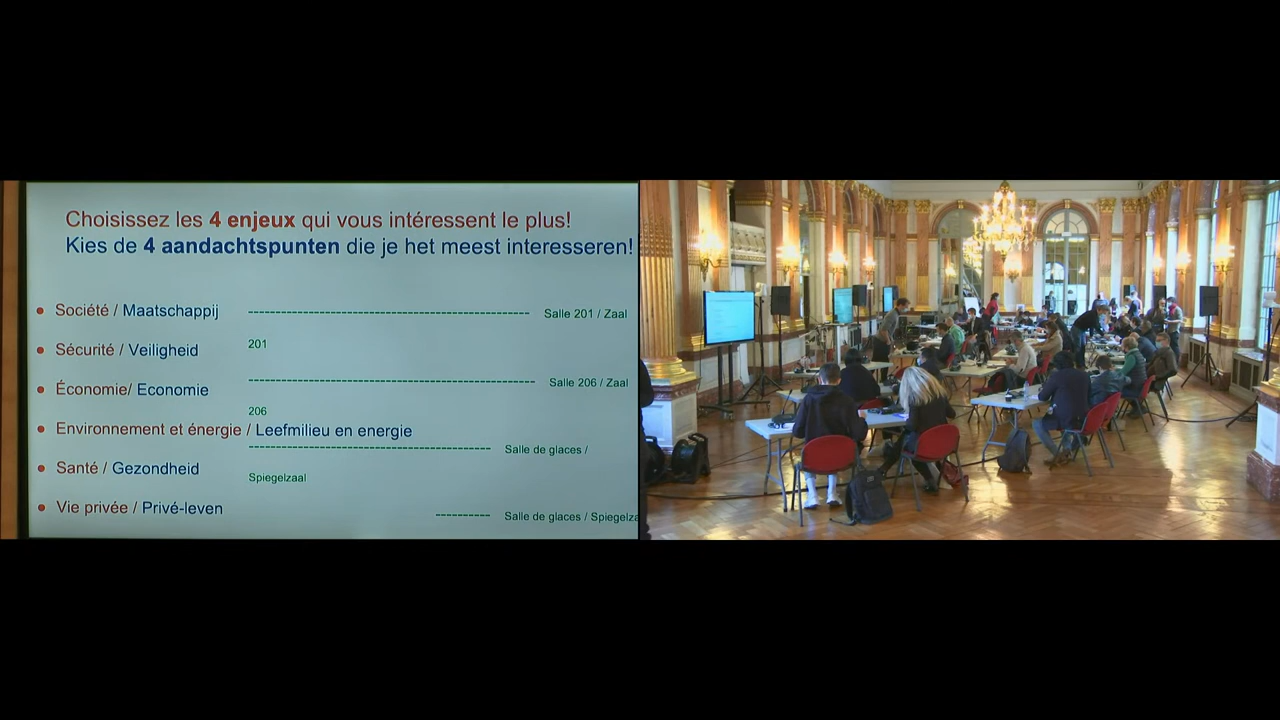 Choisissez les 4 enjeux qui vous intéressent le plus!
Kies de 4 aandachtspunten die je het meest interesseren!
Société / Maatschappij ---------------------------------------------------- Salle 201 / Zaal
201
Sécurité / Veiligheid
Économie/ Economie ----------------------------------------------------- Salle 206 / Zaal
206
Environnement et énergie / Leefmilieu en energie
--------------------------------------------- Salle de glaces /
Santé / Gezondheid
Spiegelzaal
Vie privée / Privé-leven ---------- Salle de glaces / Spiegelza